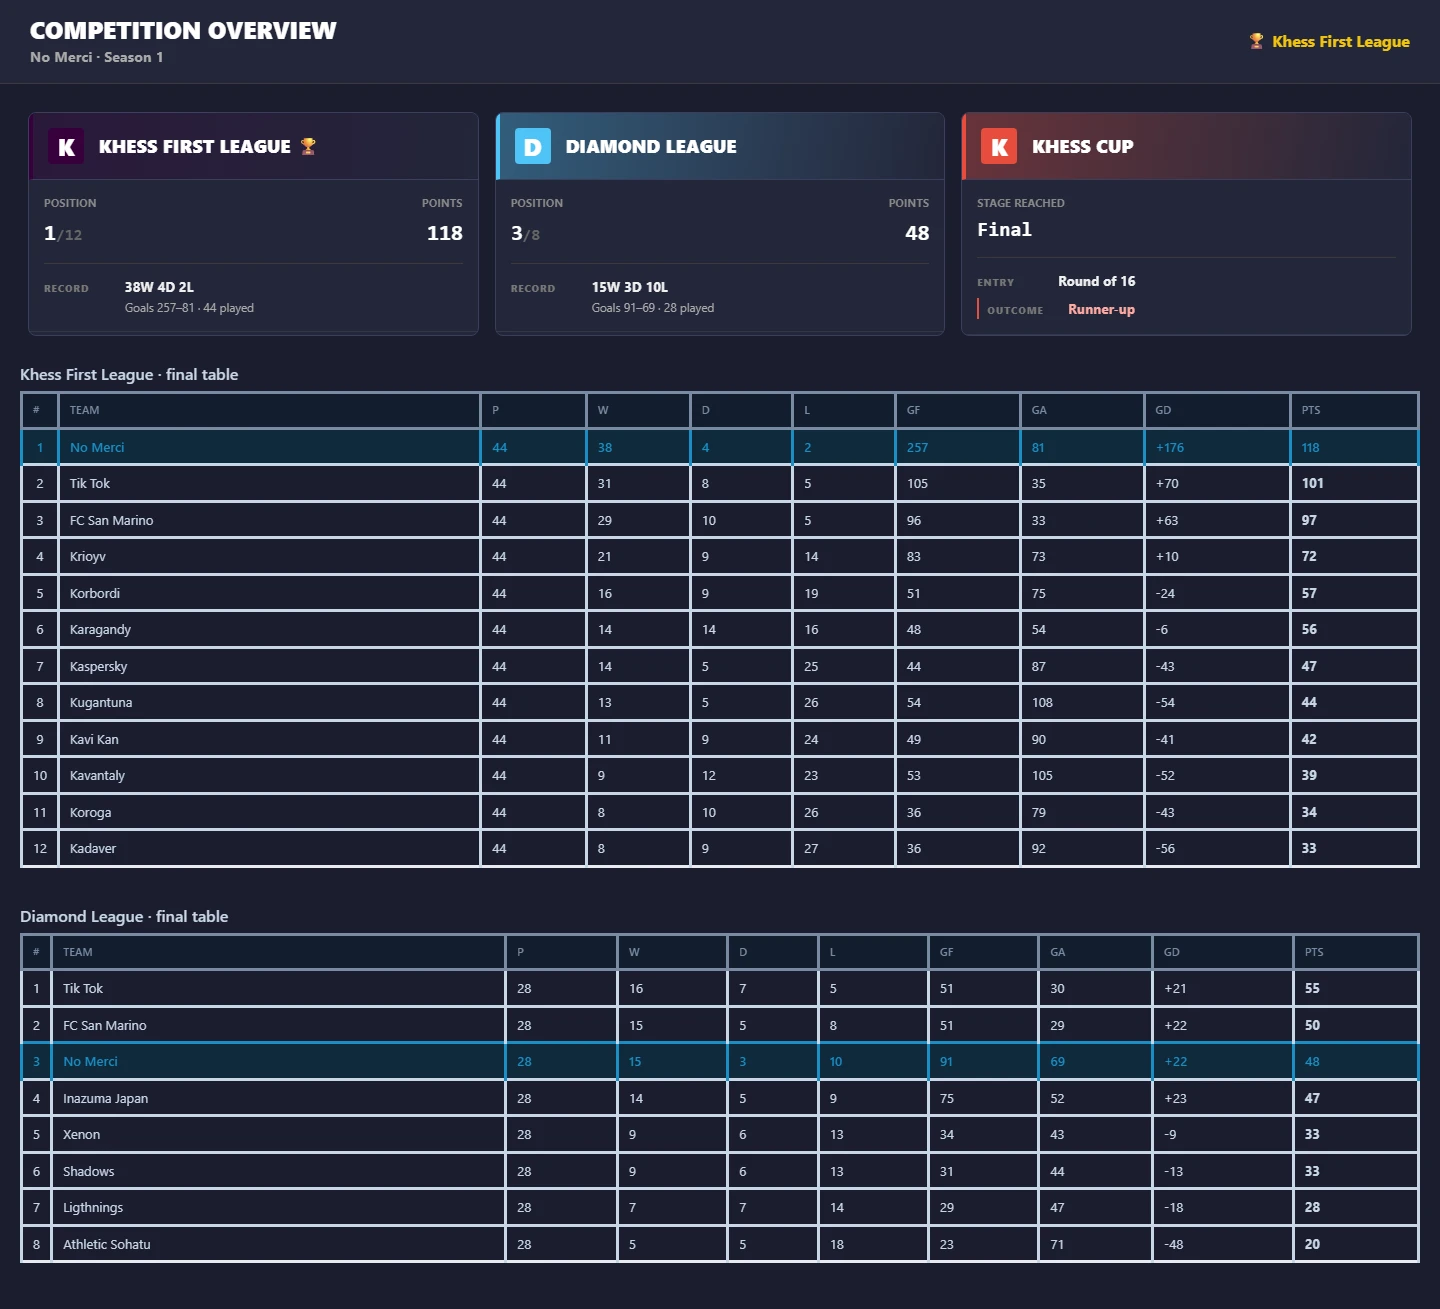 COMPETITION OVERVIEW
No Merci · Season 1
🏆 Khess First League
K KHESS FIRST LEAGUE 🏆
POSITION POINTS
1/12 118
RECORD 38W 4D 2L
Goals 257–81 · 44 played
D DIAMOND LEAGUE
POSITION POINTS
3/8 48
RECORD 15W 3D 10L
Goals 91–69 · 28 played
K KHESS CUP
STAGE REACHED
Final
ENTRY Round of 16
OUTCOME Runner-up
Khess First League · final table
# TEAM P W D L GF GA GD PTS
1 No Merci 44 38 4 2 257 81 +176 118
2 Tik Tok 44 31 8 5 105 35 +70 101
3 FC San Marino 44 29 10 5 96 33 +63 97
4 Krioyv 44 21 9 14 83 73 +10 72
5 Korbordi 44 16 9 19 51 75 -24 57
6 Karagandy 44 14 14 16 48 54 -6 56
7 Kaspersky 44 14 5 25 44 87 -43 47
8 Kugantuna 44 13 5 26 54 108 -54 44
9 Kavi Kan 44 11 9 24 49 90 -41 42
10 Kavantaly 44 9 12 23 53 105 -52 39
11 Koroga 44 8 10 26 36 79 -43 34
12 Kadaver 44 8 9 27 36 92 -56 33
Diamond League · final table
# TEAM P W D L GF GA GD PTS
1 Tik Tok 28 16 7 5 51 30 +21 55
2 FC San Marino 28 15 5 8 51 29 +22 50
3 No Merci 28 15 3 10 91 69 +22 48
4 Inazuma Japan 28 14 5 9 75 52 +23 47
5 Xenon 28 9 6 13 34 43 -9 33
6 Shadows 28 9 6 13 31 44 -13 33
7 Ligthnings 28 7 7 14 29 47 -18 28
8 Athletic Sohatu 28 5 5 18 23 71 -48 20